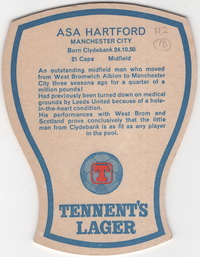 ASA HARTFORD
MANCHESTER CITY
Born Clydebank 24.10.50
21 Caps Midfield
An outstanding midfield man who moved
from West Bromwich Albion to Manchester
City three seasons ago for a quarter of a
million pounds!
Had previously been turned down on medical
grounds by Leeds United because of a hole-
in-the-heart condition.
His performances with West Brom and
Scotland prove conclusively that the little
man from Clydebank is as fit as any player
in the pool.
T
TENNENT'S
LAGER